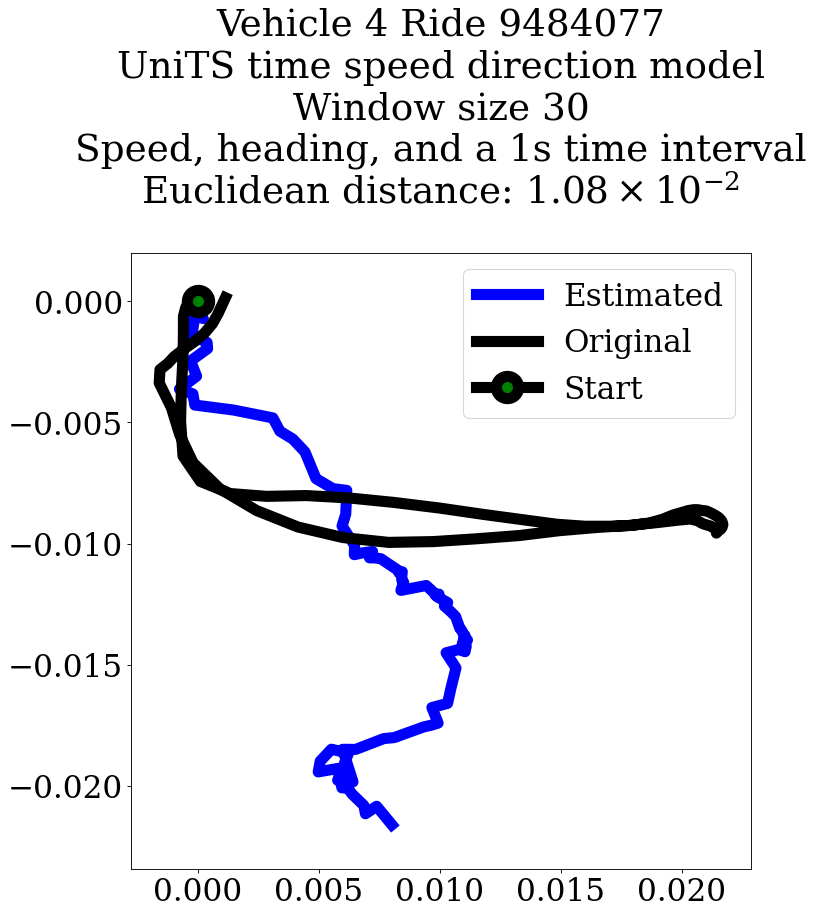 Vehicle 4 Ride 9484077
UniTS time speed direction model
Window size 30
Speed, heading, and a 1s time interval
Euclidean distance: 1.08 × 10⁻²
Estimated
Original
Start
0.000
−0.005
−0.010
−0.015
−0.020
0.000 0.005 0.010 0.015 0.020